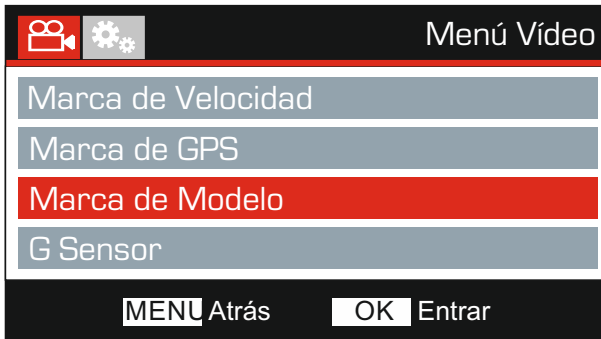 Menú Vídeo
Marca de Velocidad
Marca de GPS
Marca de Modelo
G Sensor
MENU Atrás OK Entrar